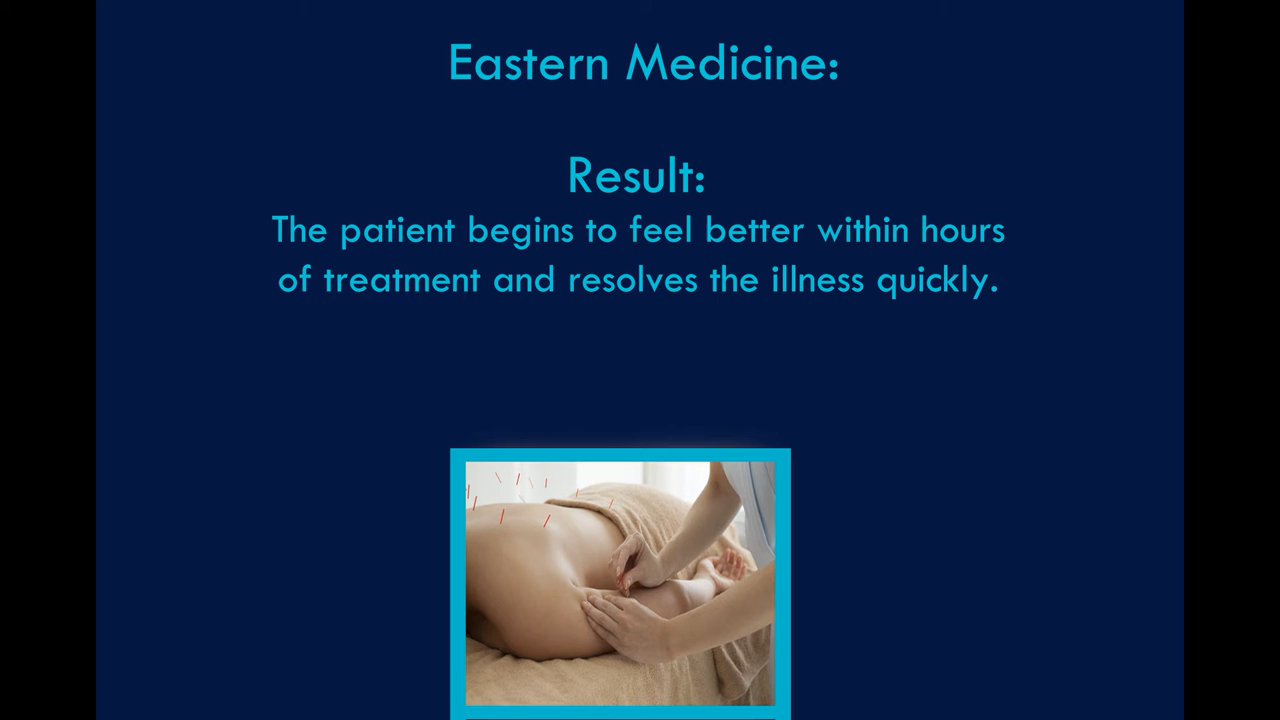 Eastern Medicine:
Result:
The patient begins to feel better within hours
of treatment and resolves the illness quickly.